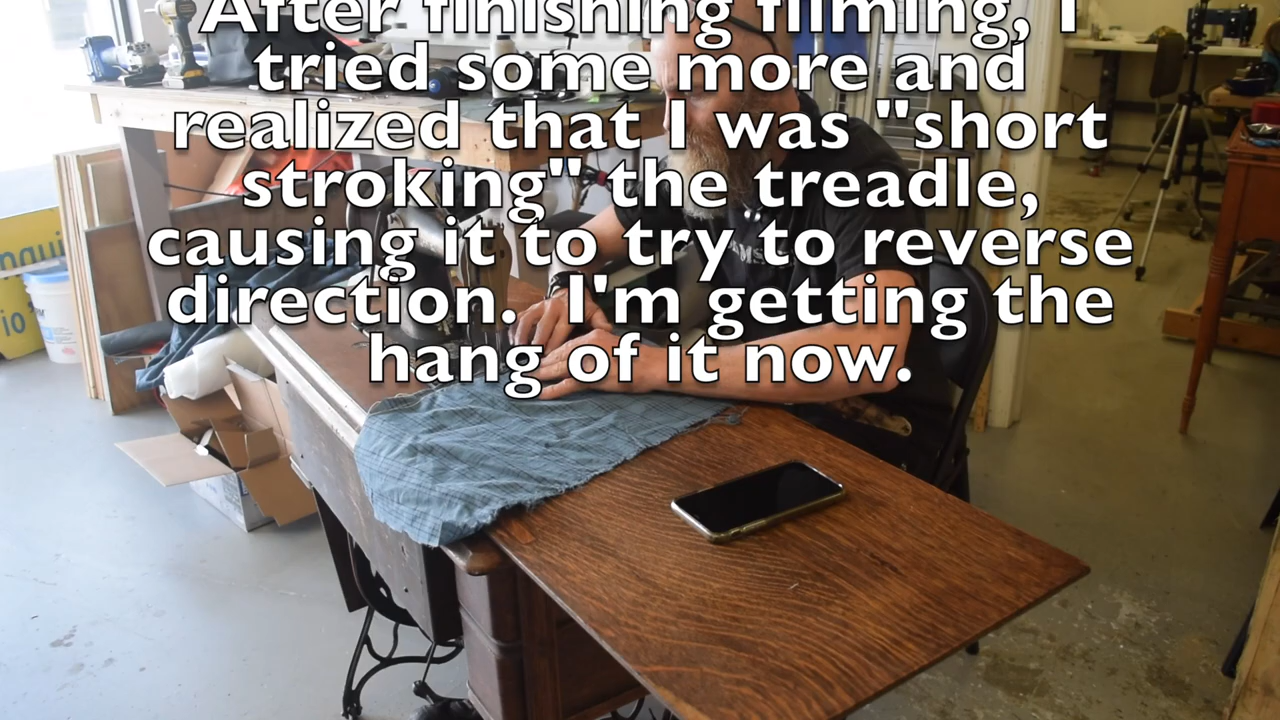 After finishing filming, I
tried some more and
realized that I was "short
stroking" the treadle,
causing it to try to reverse
direction.  I'm getting the
hang of it now.